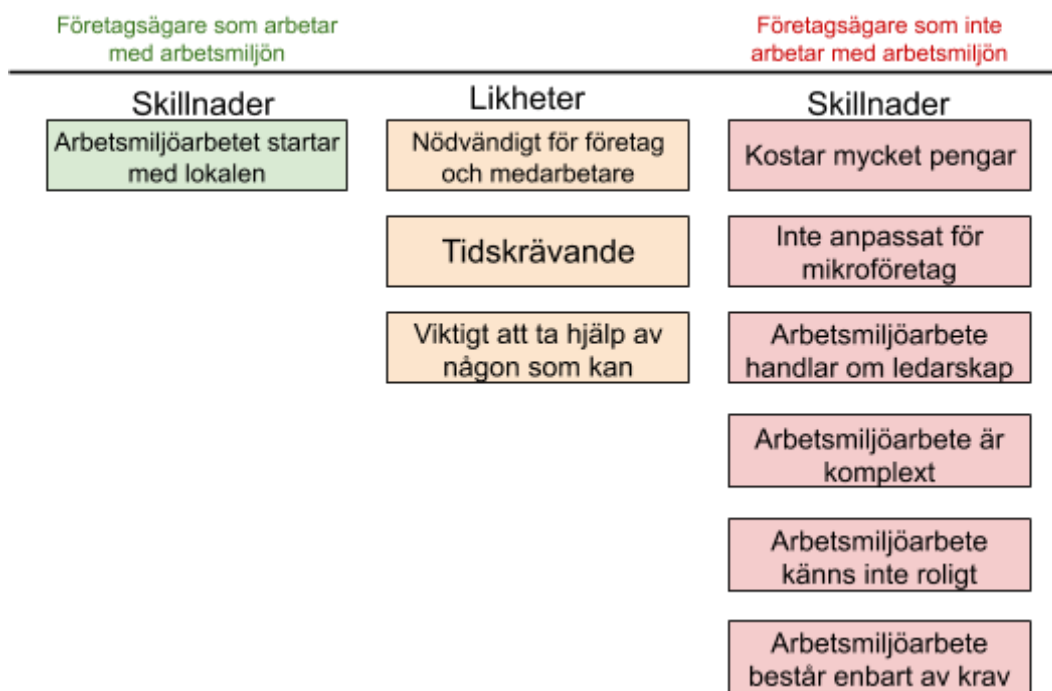 Företagsägare som arbetar
med arbetsmiljön
Företagsägare som inte
arbetar med arbetsmiljön
Skillnader
Likheter
Skillnader
Arbetsmiljöarbetet startar
med lokalen
Nödvändigt för företag
och medarbetare
Kostar mycket pengar
Tidskrävande
Inte anpassat för
mikroföretag
Viktigt att ta hjälp av
någon som kan
Arbetsmiljöarbete
handlar om ledarskap
Arbetsmiljöarbete är
komplext
Arbetsmiljöarbete
känns inte roligt
Arbetsmiljöarbete
består enbart av krav